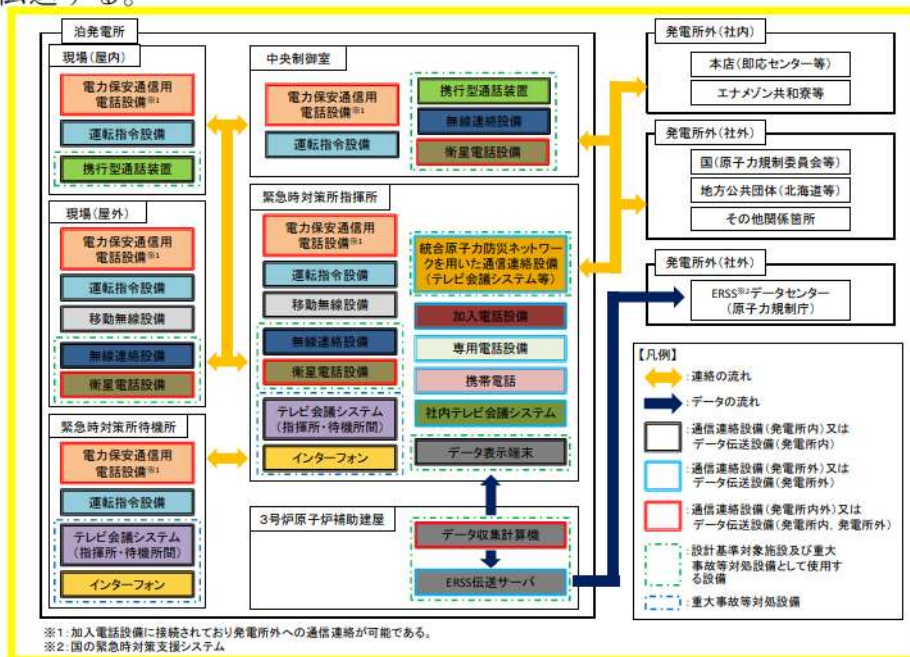 泊発電所
現場(屋内)
電力保安通信用
電話設備※1
運転指令設備
携行型通話装置
現場(屋外)
電力保安通信用
電話設備※1
運転指令設備
移動無線設備
無線連絡設備
衛星電話設備
緊急時対策所待機所
電力保安通信用
電話設備※1
運転指令設備
テレビ会議システム
(指揮所・待機所間)
インターフォン
中央制御室
電力保安通信用
電話設備※1
運転指令設備
携行型通話装置
無線連絡設備
衛星電話設備
緊急時対策所指揮所
電力保安通信用
電話設備※1
運転指令設備
移動無線設備
無線連絡設備
衛星電話設備
テレビ会議システム
(指揮所・待機所間)
インターフォン
統合原子力防災ネットワー
クを用いた通信連絡設備
(テレビ会議システム等)
加入電話設備
専用電話設備
携帯電話
社内テレビ会議システム
データ表示端末
3号炉原子炉補助建屋
データ収集計算機
ERSS伝送サーバ
発電所外(社内)
本店(即応センター等)
エナメゾン共和寮等
発電所外(社外)
国(原子力規制委員会等)
地方公共団体(北海道等)
その他関係箇所
発電所外(社外)
ERSS※2データセンター
(原子力規制庁)
【凡例】
:連絡の流れ
:データの流れ
:通信連絡設備(発電所内)又は
データ伝送設備(発電所内)
:通信連絡設備(発電所外)又は
データ伝送設備(発電所外)
:通信連絡設備(発電所内外)又は
データ伝送設備(発電所内、発電所外)
:設計基準対象施設及び重大
事故等対処設備として使用す
る設備
:重大事故等対処設備
※1:加入電話設備に接続されており発電所外への通信連絡が可能である。
※2:国の緊急時対策支援システム